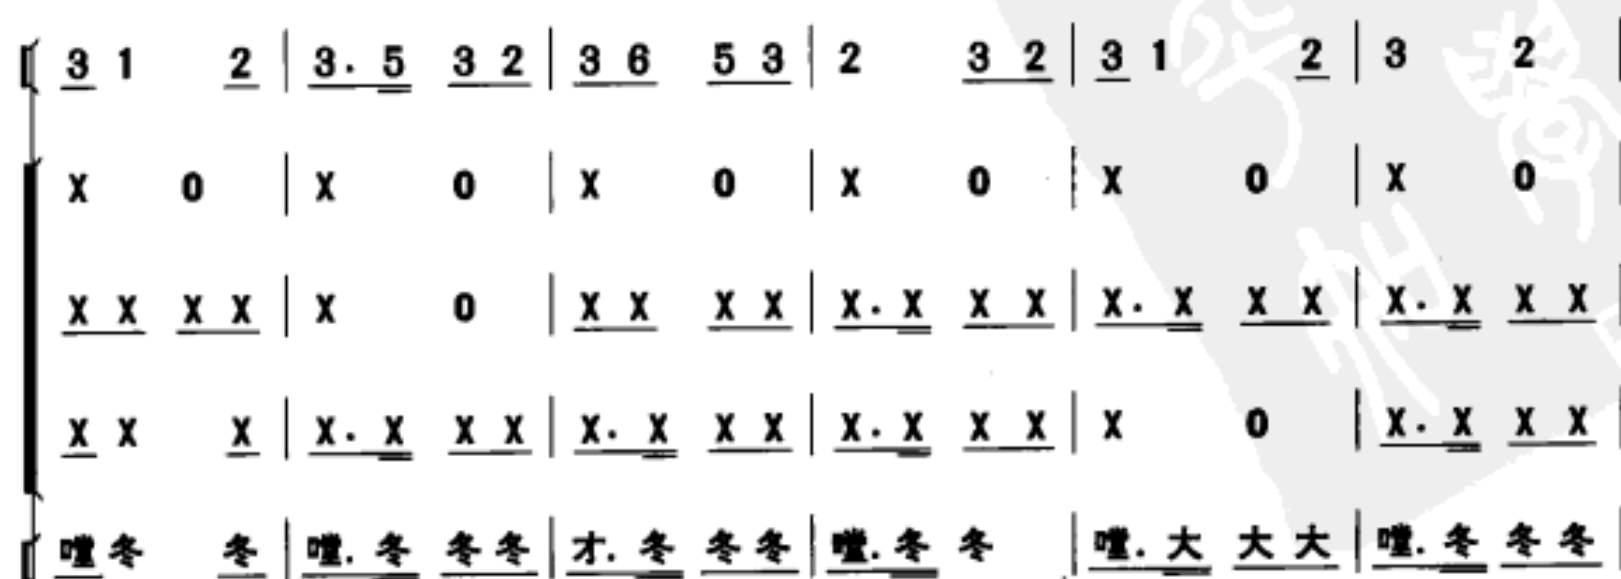 3 1 2 | 3. 5 3 2 | 3 6 5 3 | 2 3 2 | 3 1 2 | 3 2 |
X 0 | X 0 | X 0 | X 0 | X 0 | X 0 |
X X X X | X 0 | X X X X | X. X X X | X. X X X | X. X X X |
X X X | X. X X X | X. X X X | X. X X X | X 0 | X. X X X |
嘡 冬 冬 | 嘡. 冬 冬 冬 | 才. 冬 冬 冬 | 嘡. 冬 冬 | 嘡. 大 大 大 | 嘡. 冬 冬 冬 |